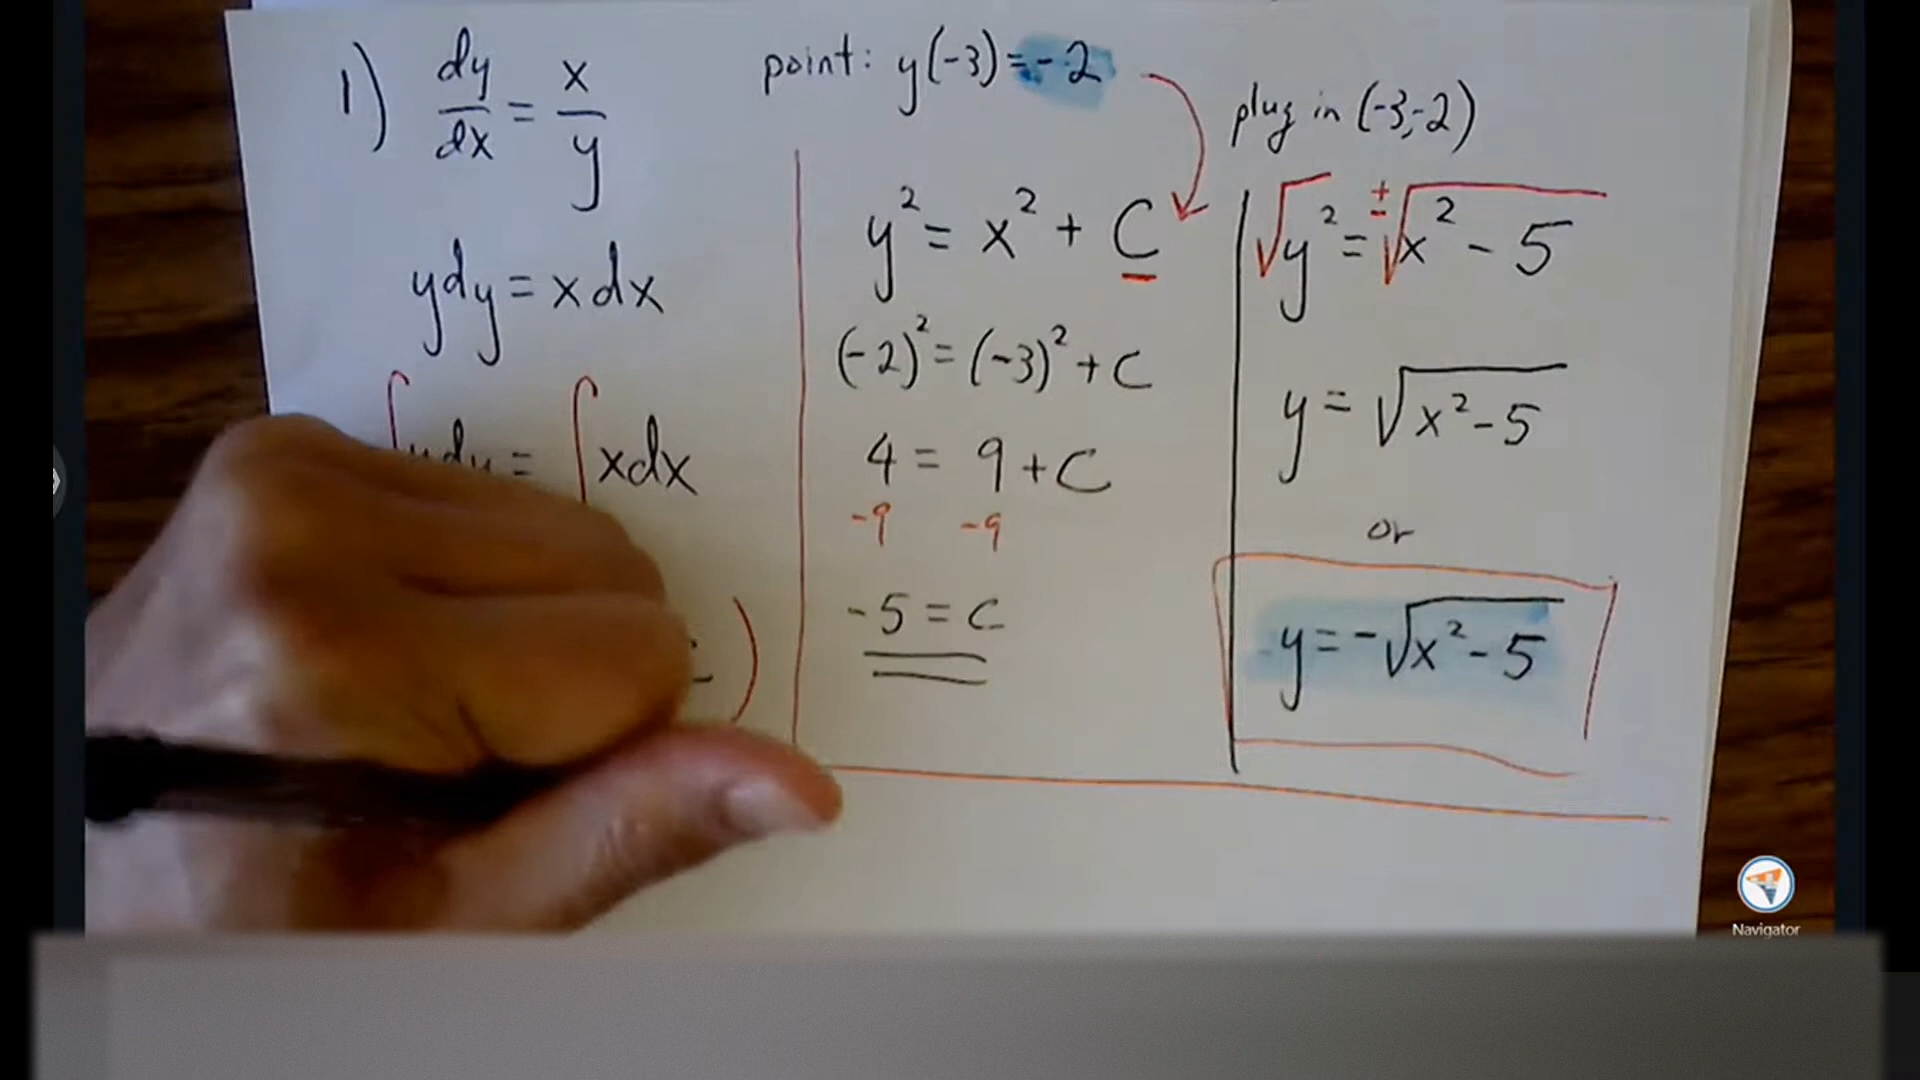 1) dy/dx = x/y
ydy = xdx
∫ydy = ∫xdx
point: y(-3) = -2
y² = x² + C
(-2)² = (-3)² + C
4 = 9 + C
-9 -9
-5 = C
plug in (-3,-2)
√y² = ±√x² - 5
y = √x² - 5
or
y = -√x² - 5
Navigator